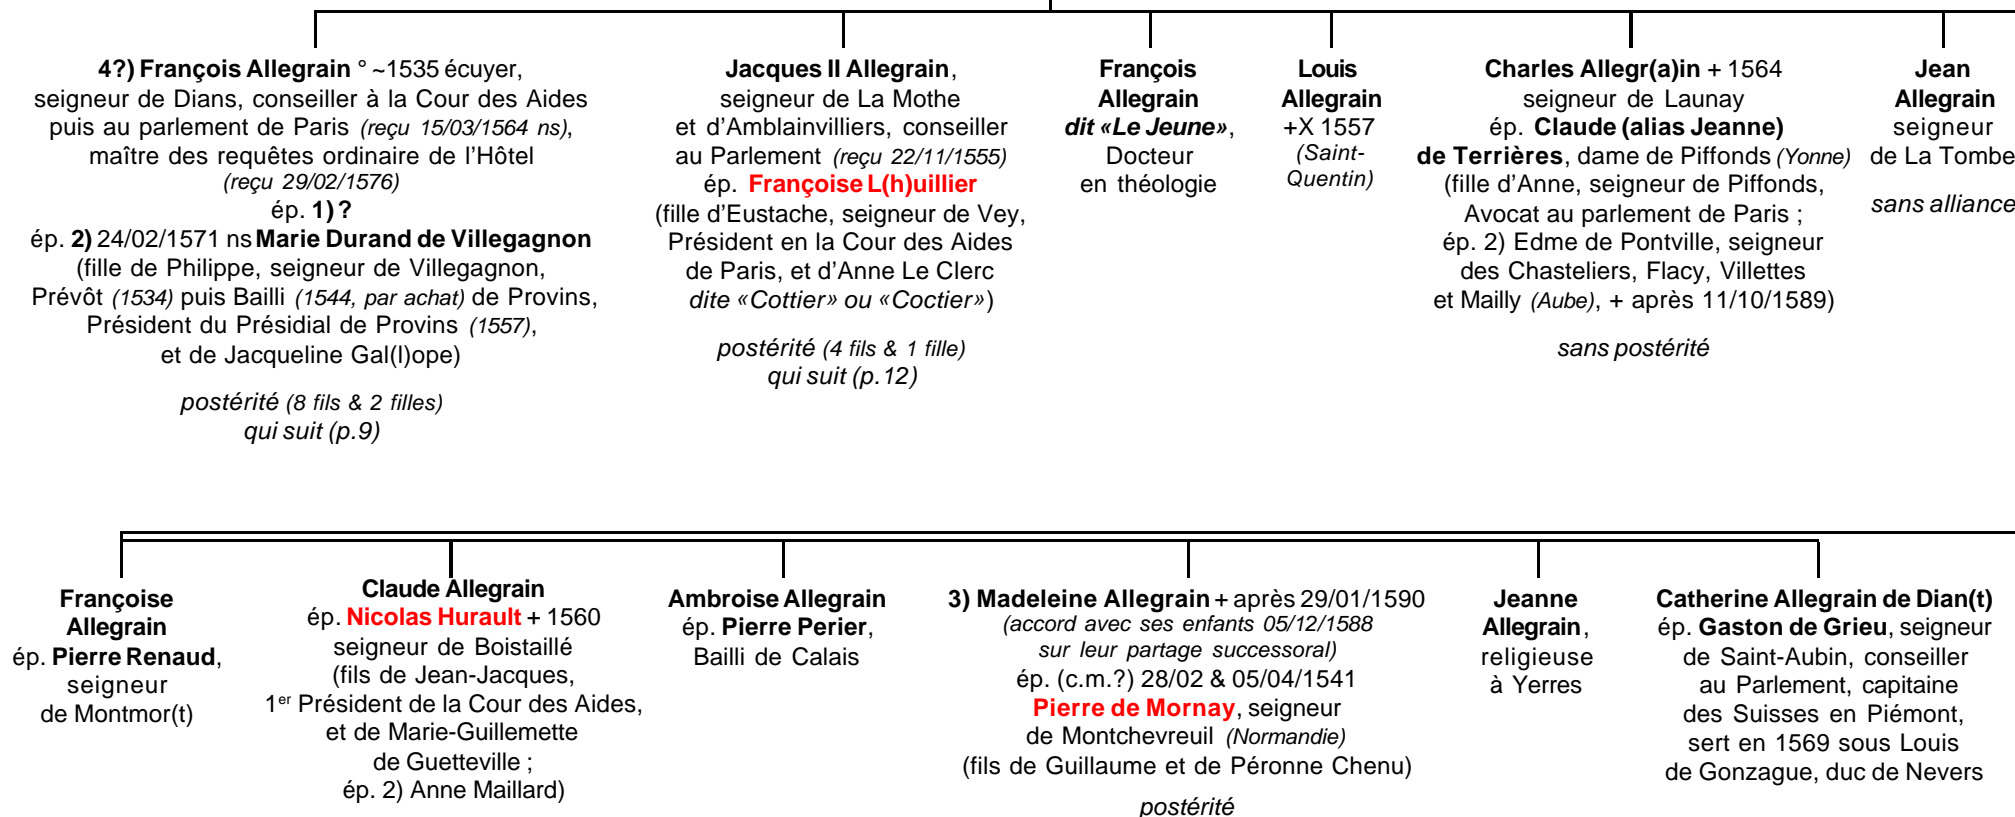 4?) François Allegrain ° ~1535 écuyer,
seigneur de Dians, conseiller à la Cour des Aides
puis au parlement de Paris (reçu 15/03/1564 ns),
maître des requêtes ordinaire de l'Hôtel
(reçu 29/02/1576)
ép. 1) ?
ép. 2) 24/02/1571 ns Marie Durand de Villegagnon
(fille de Philippe, seigneur de Villegagnon,
Prévôt (1534) puis Bailli (1544, par achat) de Provins,
Président du Présidial de Provins (1557),
et de Jacqueline Gal(l)ope)
postérité (8 fils & 2 filles)
qui suit (p.9)
Jacques II Allegrain,
seigneur de La Mothe
et d'Amblainvilliers, conseiller
au Parlement (reçu 22/11/1555)
ép. Françoise L(h)uillier
(fille d'Eustache, seigneur de Vey,
Président en la Cour des Aides
de Paris, et d'Anne Le Clerc
dite «Cottier» ou «Coctier»)
postérité (4 fils & 1 fille)
qui suit (p.12)
François
Allegrain
dit «Le Jeune»,
Docteur
en théologie
Louis
Allegrain
+X 1557
(Saint-
Quentin)
Charles Allegr(a)in + 1564
seigneur de Launay
ép. Claude (alias Jeanne)
de Terrières, dame de Piffonds (Yonne)
(fille d'Anne, seigneur de Piffonds,
Avocat au parlement de Paris ;
ép. 2) Edme de Pontville, seigneur
des Chasteliers, Flacy, Villettes
et Mailly (Aube), + après 11/10/1589)
sans postérité
Jean
Allegrain
seigneur
de La Tombe
sans alliance
Françoise
Allegrain
ép. Pierre Renaud,
seigneur
de Montmor(t)
Claude Allegrain
ép. Nicolas Hurault + 1560
seigneur de Boistaillé
(fils de Jean-Jacques,
1er Président de la Cour des Aides,
et de Marie-Guillemette
de Guetteville ;
ép. 2) Anne Maillard)
Ambroise Allegrain
ép. Pierre Perier,
Bailli de Calais
3) Madeleine Allegrain + après 29/01/1590
(accord avec ses enfants 05/12/1588
sur leur partage successoral)
ép. (c.m.?) 28/02 & 05/04/1541
Pierre de Mornay, seigneur
de Montchevreuil (Normandie)
(fils de Guillaume et de Péronne Chenu)
postérité
Jeanne
Allegrain,
religieuse
à Yerres
Catherine Allegrain de Dian(t)
ép. Gaston de Grieu, seigneur
de Saint-Aubin, conseiller
au Parlement, capitaine
des Suisses en Piémont,
sert en 1569 sous Louis
de Gonzague, duc de Nevers